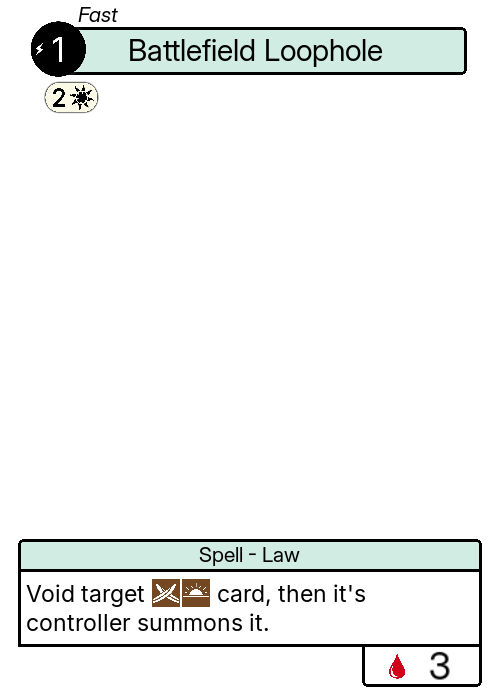 Fast
1 Battlefield Loophole
2
Spell - Law
Void target card, then it's
controller summons it.
3